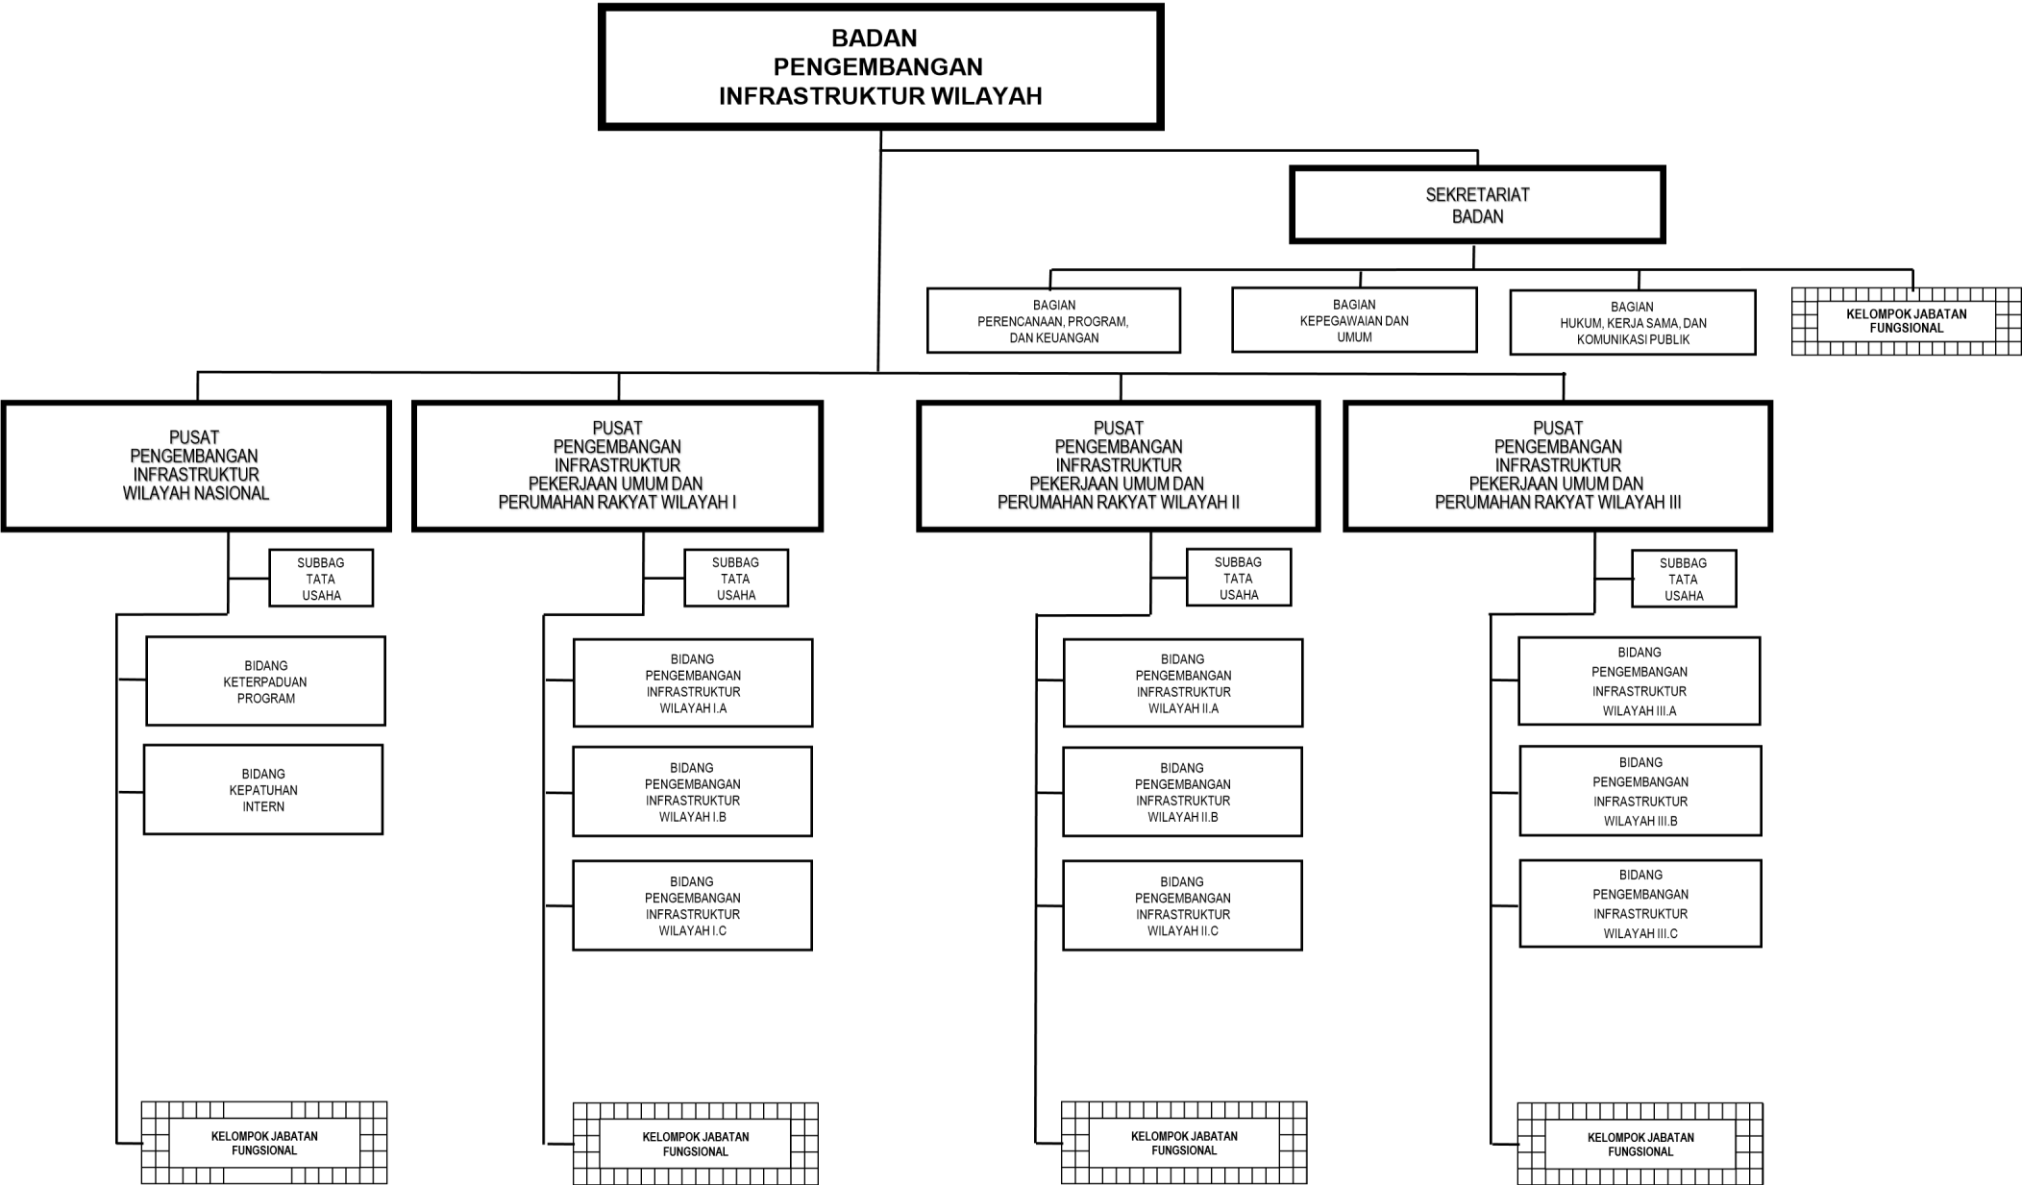 BADAN
PENGEMBANGAN
INFRASTRUKTUR WILAYAH
SEKRETARIAT
BADAN
BAGIAN
PERENCANAAN, PROGRAM,
DAN KEUANGAN
BAGIAN
KEPEGAWAIAN DAN
UMUM
BAGIAN
HUKUM, KERJA SAMA, DAN
KOMUNIKASI PUBLIK
KELOMPOK JABATAN
FUNGSIONAL
PUSAT
PENGEMBANGAN
INFRASTRUKTUR
WILAYAH NASIONAL
PUSAT
PENGEMBANGAN
INFRASTRUKTUR
PEKERJAAN UMUM DAN
PERUMAHAN RAKYAT WILAYAH I
PUSAT
PENGEMBANGAN
INFRASTRUKTUR
PEKERJAAN UMUM DAN
PERUMAHAN RAKYAT WILAYAH II
PUSAT
PENGEMBANGAN
INFRASTRUKTUR
PEKERJAAN UMUM DAN
PERUMAHAN RAKYAT WILAYAH III
SUBBAG
TATA
USAHA
SUBBAG
TATA
USAHA
SUBBAG
TATA
USAHA
SUBBAG
TATA
USAHA
BIDANG
KETERPADUAN
PROGRAM
BIDANG
PENGEMBANGAN
INFRASTRUKTUR
WILAYAH I.A
BIDANG
PENGEMBANGAN
INFRASTRUKTUR
WILAYAH II.A
BIDANG
PENGEMBANGAN
INFRASTRUKTUR
WILAYAH III.A
BIDANG
KEPATUHAN
INTERN
BIDANG
PENGEMBANGAN
INFRASTRUKTUR
WILAYAH I.B
BIDANG
PENGEMBANGAN
INFRASTRUKTUR
WILAYAH II.B
BIDANG
PENGEMBANGAN
INFRASTRUKTUR
WILAYAH III.B
BIDANG
PENGEMBANGAN
INFRASTRUKTUR
WILAYAH I.C
BIDANG
PENGEMBANGAN
INFRASTRUKTUR
WILAYAH II.C
BIDANG
PENGEMBANGAN
INFRASTRUKTUR
WILAYAH III.C
KELOMPOK JABATAN
FUNGSIONAL
KELOMPOK JABATAN
FUNGSIONAL
KELOMPOK JABATAN
FUNGSIONAL
KELOMPOK JABATAN
FUNGSIONAL